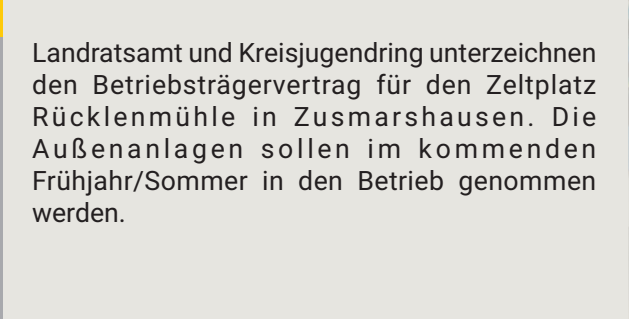 Landratsamt und Kreisjugendring unterzeichnen
den Betriebsträgervertrag für den Zeltplatz
Rücklenmühle in Zusmarshausen. Die
Außenanlagen sollen im kommenden
Frühjahr/Sommer in den Betrieb genommen
werden.